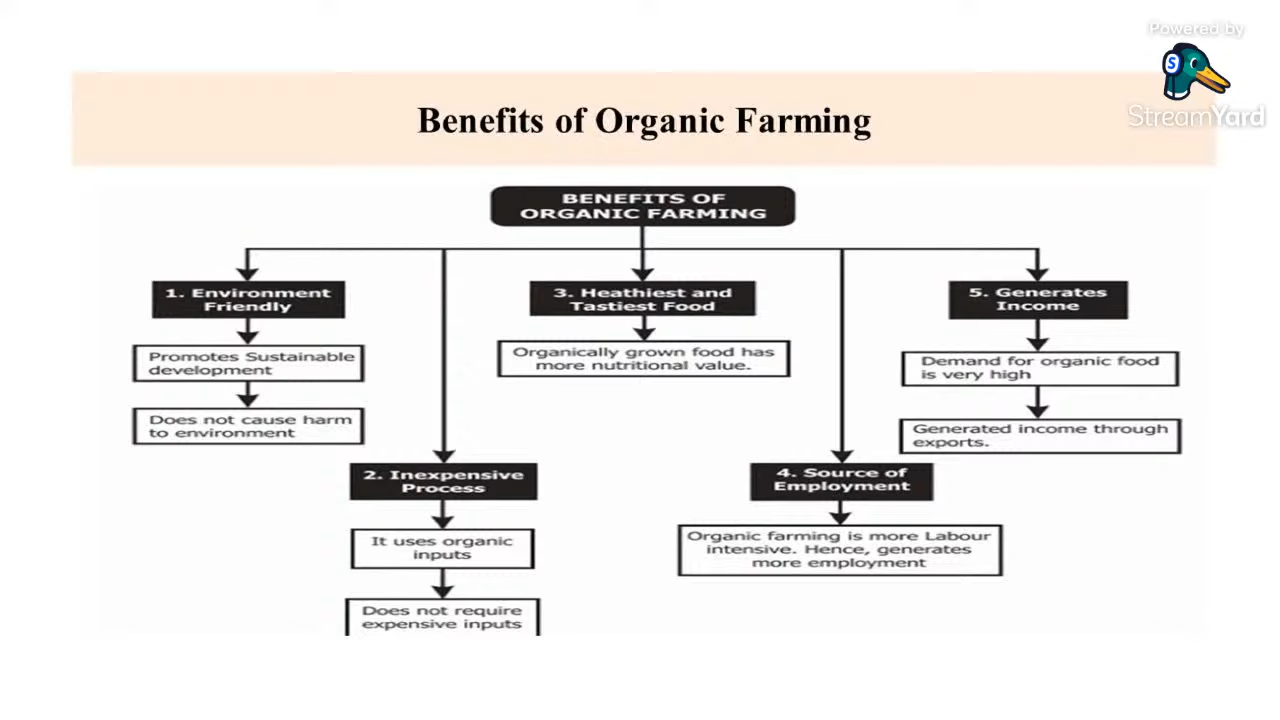 Powered by
S
StreamYard
Benefits of Organic Farming
BENEFITS OF
ORGANIC FARMING
1. Environment
Friendly
Promotes Sustainable
development
Does not cause harm
to environment
2. Inexpensive
Process
It uses organic
inputs
Does not require
expensive inputs
3. Heathiest and
Tastiest Food
Organically grown food has
more nutritional value.
4. Source of
Employment
Organic farming is more Labour
intensive. Hence, generates
more employment
5. Generates
Income
Demand for organic food
is very high
Generated income through
exports.